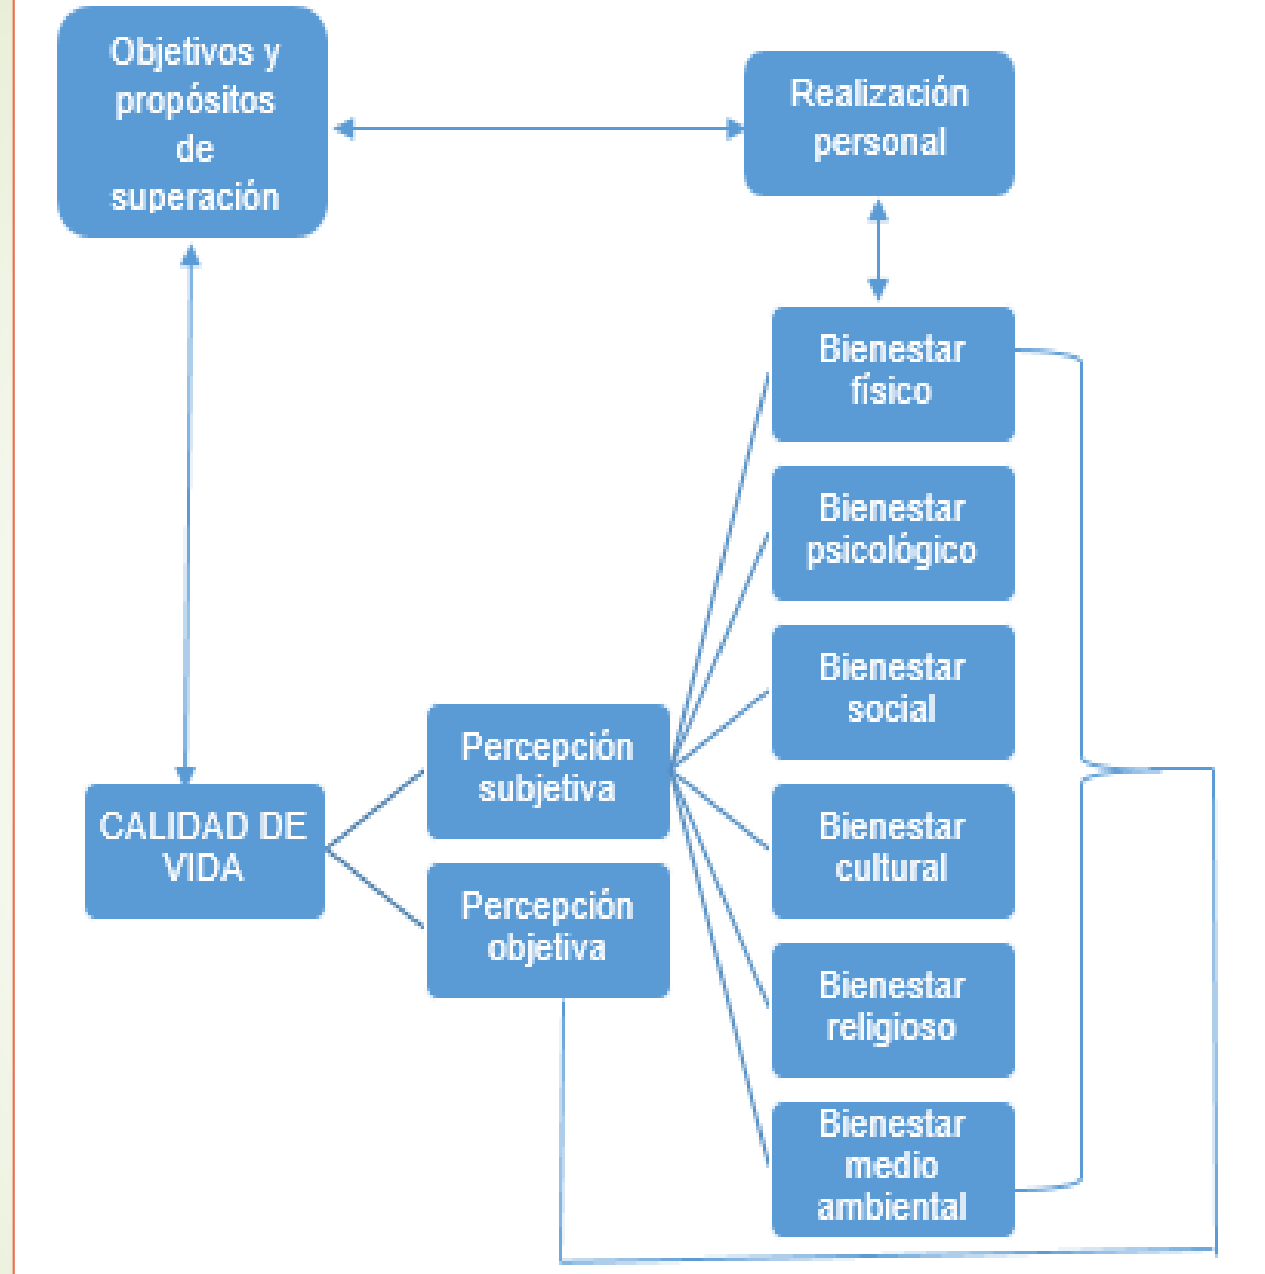 Objetivos y
propósitos
de
superación
Realización
personal
Bienestar
físico
Bienestar
psicológico
Bienestar
social
Percepción
subjetiva
CALIDAD DE
VIDA
Bienestar
cultural
Percepción
objetiva
Bienestar
religioso
Bienestar
medio
ambiental